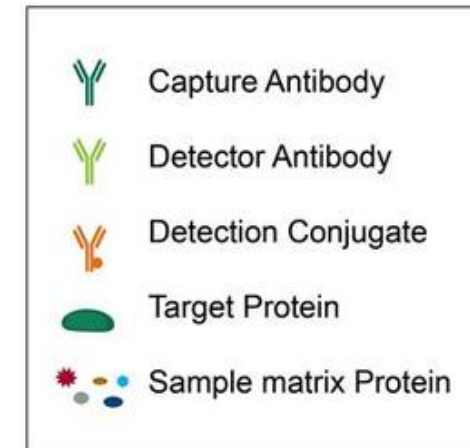 Capture Antibody
Detector Antibody
Detection Conjugate
Target Protein
Sample matrix Protein